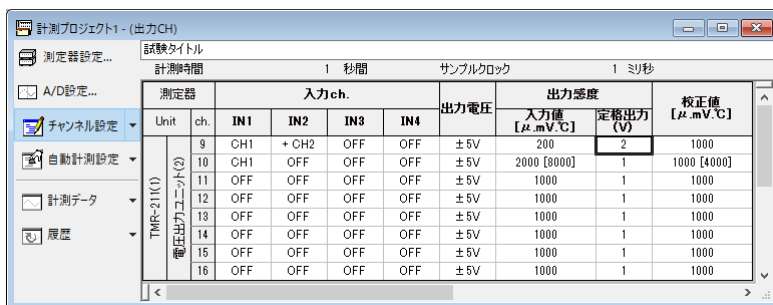 計測プロジェクト1 - (出力CH)
測定器設定...
A/D設定...
チャンネル設定
自動計測設定
計測データ
履歴
試験タイトル
計測時間 1 秒間 サンプルクロック 1 ミリ秒
測定器 入力ch. 出力電圧 出力感度 校正値 [μ.mV.℃]
Unit ch. IN1 IN2 IN3 IN4 入力値 [μ.mV.℃] 定格出力 (V)
TMR-211(1)
電圧出力ユニット(2)
9 CH1 + CH2 OFF OFF ± 5V 200 2 1000
10 CH1 OFF OFF OFF ± 5V 2000 [8000] 1 1000 [4000]
11 OFF OFF OFF OFF ± 5V 1000 1 1000
12 OFF OFF OFF OFF ± 5V 1000 1 1000
13 OFF OFF OFF OFF ± 5V 1000 1 1000
14 OFF OFF OFF OFF ± 5V 1000 1 1000
15 OFF OFF OFF OFF ± 5V 1000 1 1000
16 OFF OFF OFF OFF ± 5V 1000 1 1000